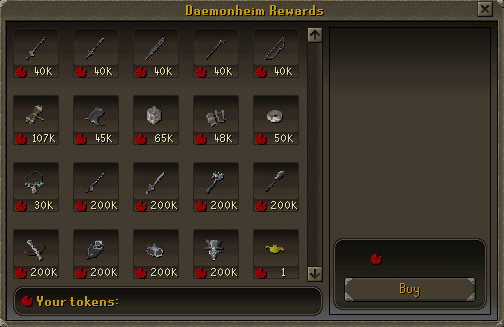 Daemonheim Rewards
40K 40K 40K 40K 40K
107K 45K 65K 48K 50K
30K 200K 200K 200K 200K
200K 200K 200K 200K 1
Your tokens:
Buy